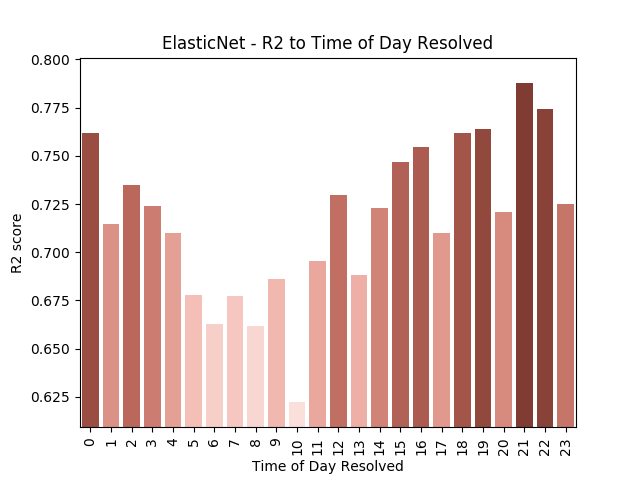 ElasticNet - R2 to Time of Day Resolved
0.800
0.775
0.750
0.725
0.700
0.675
0.650
0.625
R2 score
0 1 2 3 4 5 6 7 8 9 10 11 12 13 14 15 16 17 18 19 20 21 22 23
Time of Day Resolved